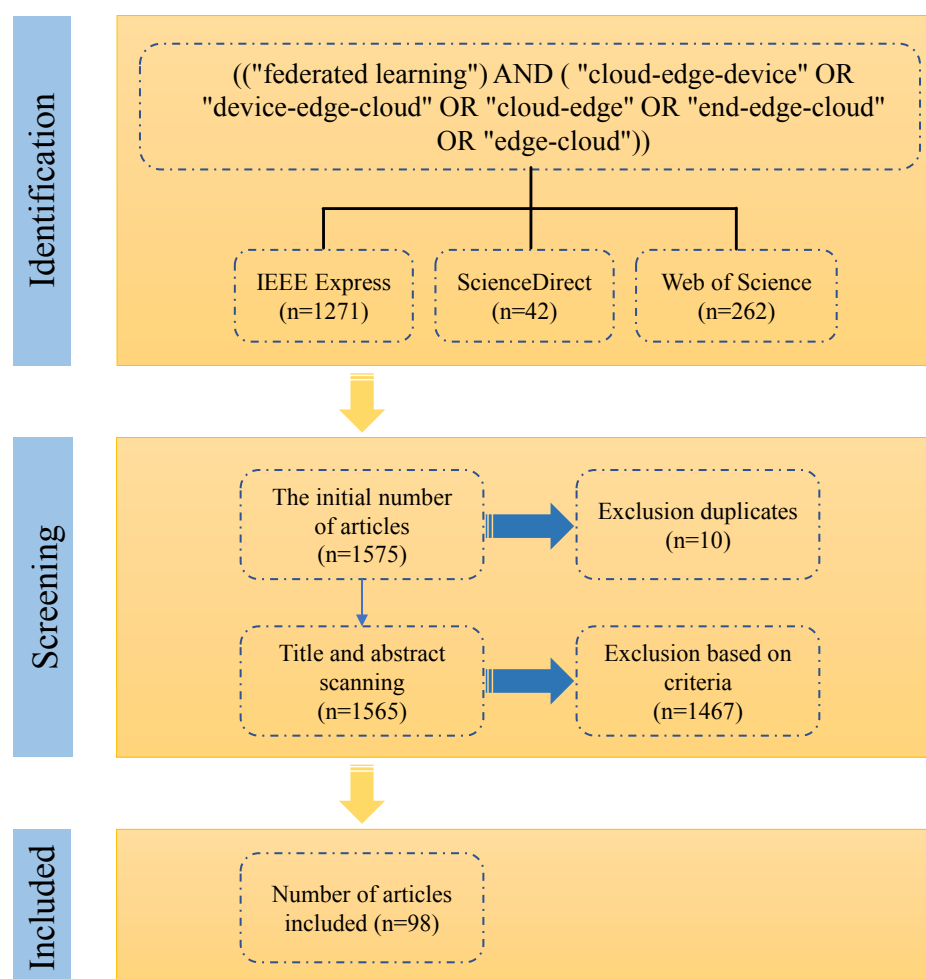 Identification
(("federated learning") AND ( "cloud-edge-device" OR
"device-edge-cloud" OR "cloud-edge" OR "end-edge-cloud"
OR "edge-cloud"))
IEEE Express
(n=1271)
ScienceDirect
(n=42)
Web of Science
(n=262)
Screening
The initial number
of articles
(n=1575)
Exclusion duplicates
(n=10)
Title and abstract
scanning
(n=1565)
Exclusion based on
criteria
(n=1467)
Included
Number of articles
included (n=98)